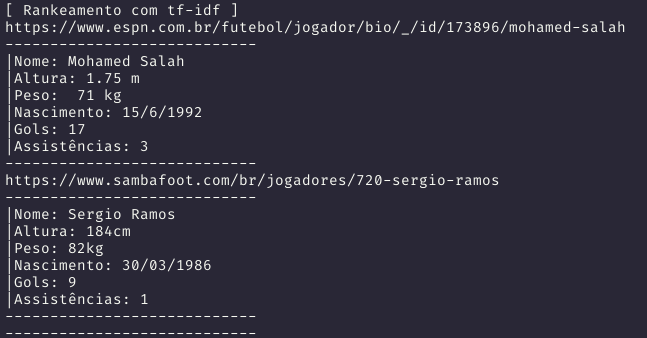 [ Rankeamento com tf-idf ]
https://www.espn.com.br/futebol/jogador/bio/_/id/173896/mohamed-salah
----------------------------
|Nome: Mohamed Salah
|Altura: 1.75 m
|Peso:  71 kg
|Nascimento: 15/6/1992
|Gols: 17
|Assistências: 3
----------------------------
https://www.sambafoot.com/br/jogadores/720-sergio-ramos
----------------------------
|Nome: Sergio Ramos
|Altura: 184cm
|Peso: 82kg
|Nascimento: 30/03/1986
|Gols: 9
|Assistências: 1
----------------------------
----------------------------